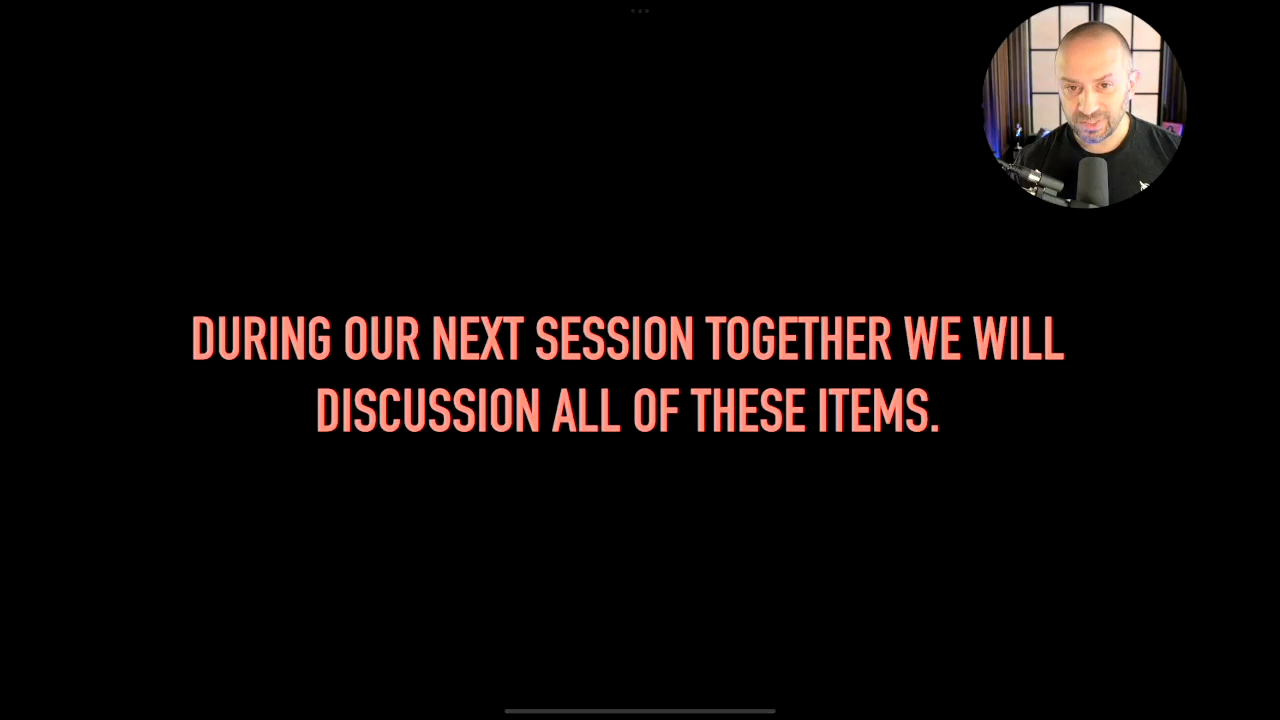 DURING OUR NEXT SESSION TOGETHER WE WILL
DISCUSSION ALL OF THESE ITEMS.